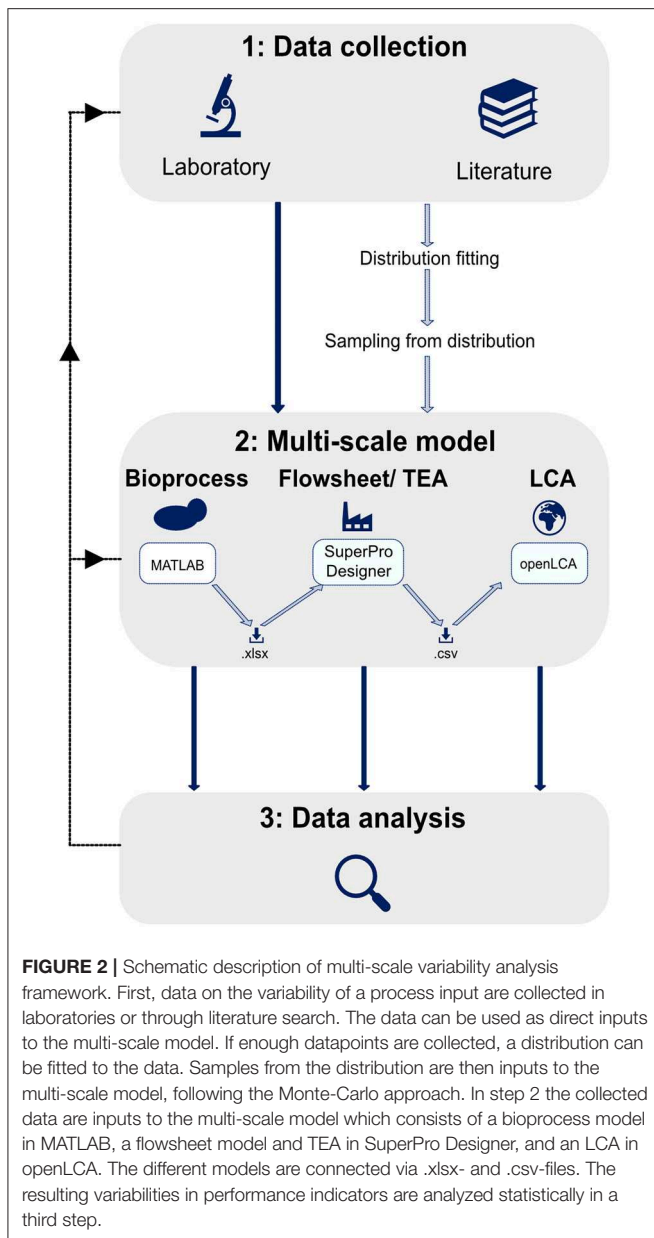 1: Data collection
Laboratory
Literature
Distribution fitting
Sampling from distribution
2: Multi-scale model
Bioprocess
Flowsheet/ TEA
LCA
MATLAB
SuperPro
Designer
openLCA
.xlsx
.csv
3: Data analysis
FIGURE 2 | Schematic description of multi-scale variability analysis
framework. First, data on the variability of a process input are collected in
laboratories or through literature search. The data can be used as direct inputs
to the multi-scale model. If enough datapoints are collected, a distribution can
be fitted to the data. Samples from the distribution are then inputs to the
multi-scale model, following the Monte-Carlo approach. In step 2 the collected
data are inputs to the multi-scale model which consists of a bioprocess model
in MATLAB, a flowsheet model and TEA in SuperPro Designer, and an LCA in
openLCA. The different models are connected via .xlsx- and .csv-files. The
resulting variabilities in performance indicators are analyzed statistically in a
third step.